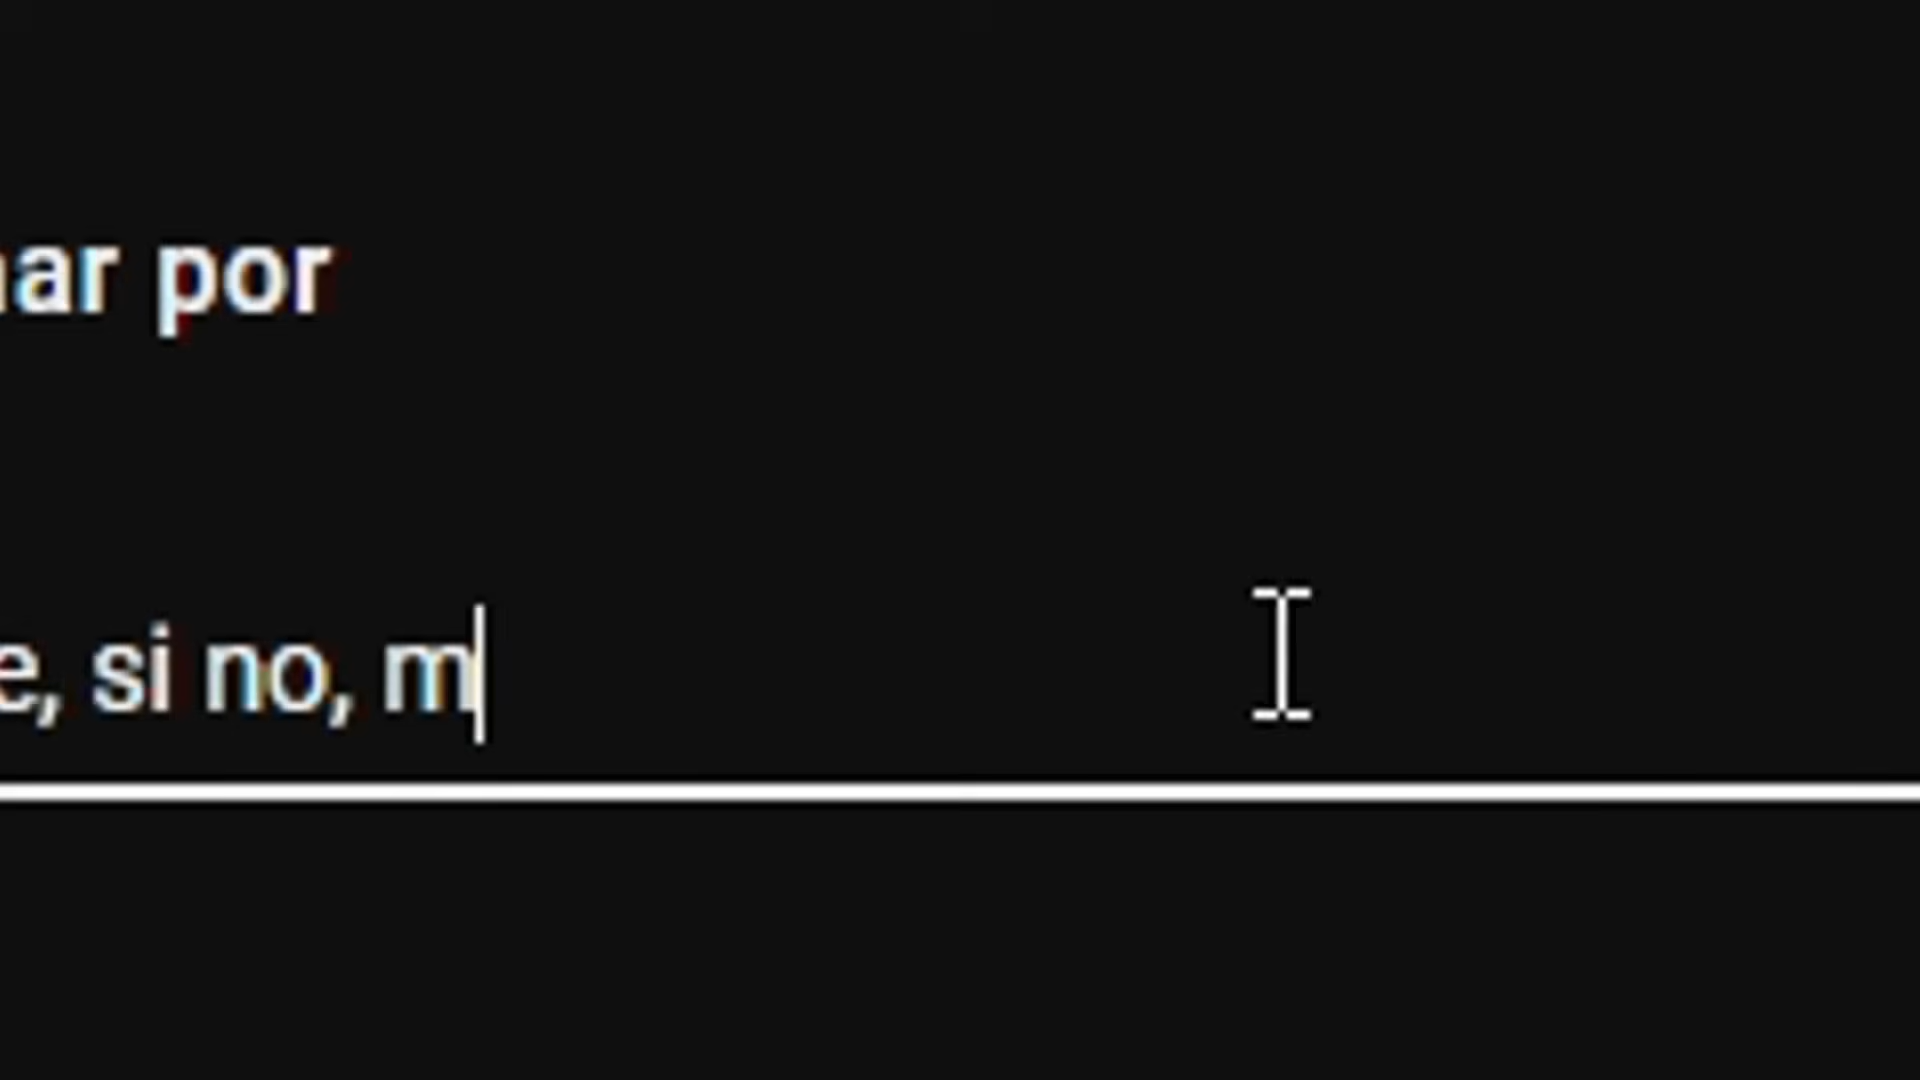 ar por
e, si no, m